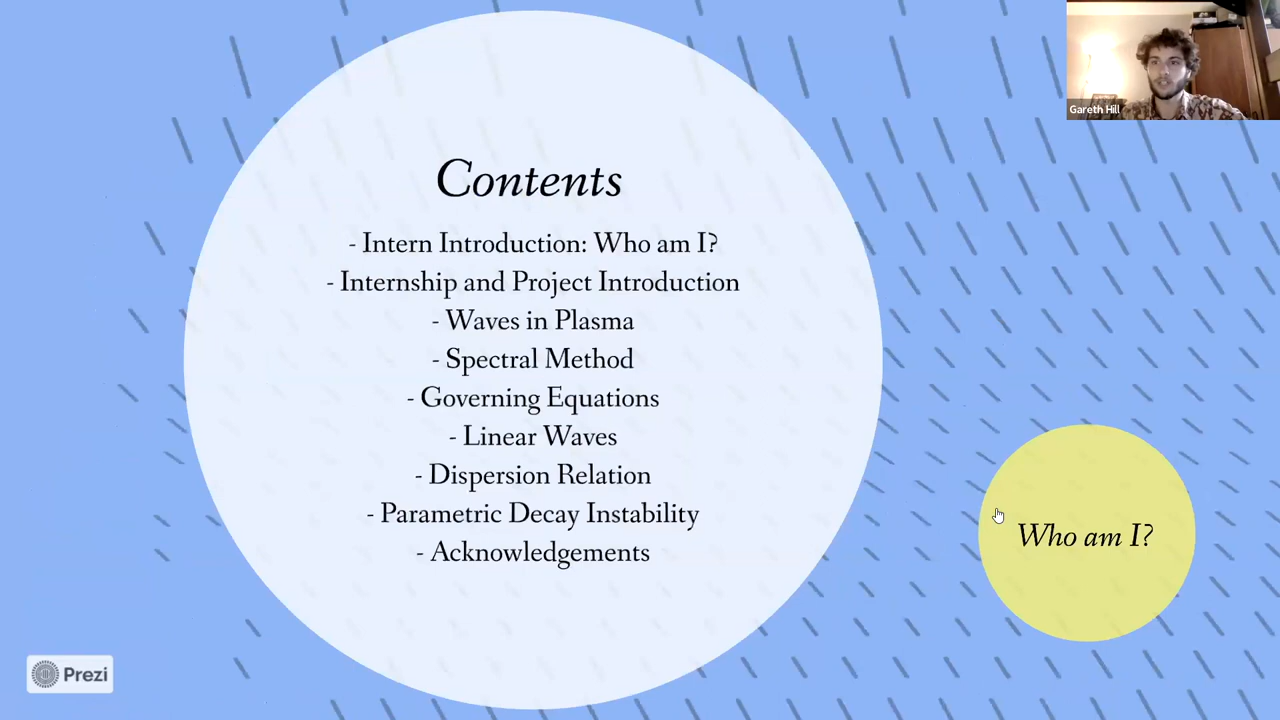 Gareth Hill
Contents
- Intern Introduction: Who am I?
- Internship and Project Introduction
- Waves in Plasma
- Spectral Method
- Governing Equations
- Linear Waves
- Dispersion Relation
- Parametric Decay Instability
- Acknowledgements
Who am I?
Prezi